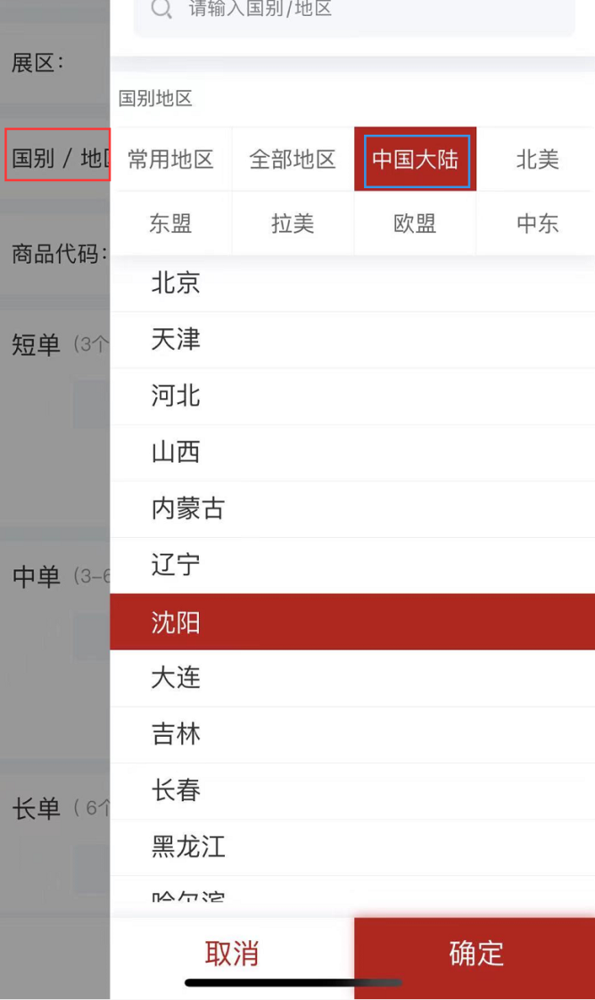 请输入国别/地区
展区：
国别地区
国别 / 地
常用地区 全部地区 中国大陆 北美
东盟 拉美 欧盟 中东
商品代码：
北京
天津
短单（3个
河北
山西
内蒙古
辽宁
中单（3-6
沈阳
大连
吉林
长春
长单（ 6个
黑龙江
哈尔滨
取消 确定